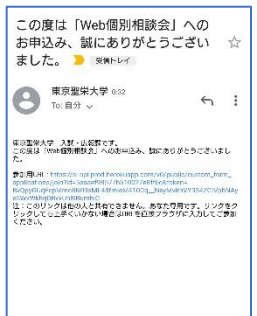 この度は「Web個別相談会」への
お申込み、誠にありがとうござい
ました。 受信トレイ
東京聖栄大学 0:32
To: 自分
東京聖栄大学 入試・広報部です。
この度は「Web個別相談会」へのお申込み、誠にありがとうございまし
た。
参加用URL：
注：このリンクは他の人と共有できません。あなた専用です。リンクをク
リックしても上手くいかない場合はURLを直接ブラウザに入力してご参加
ください。